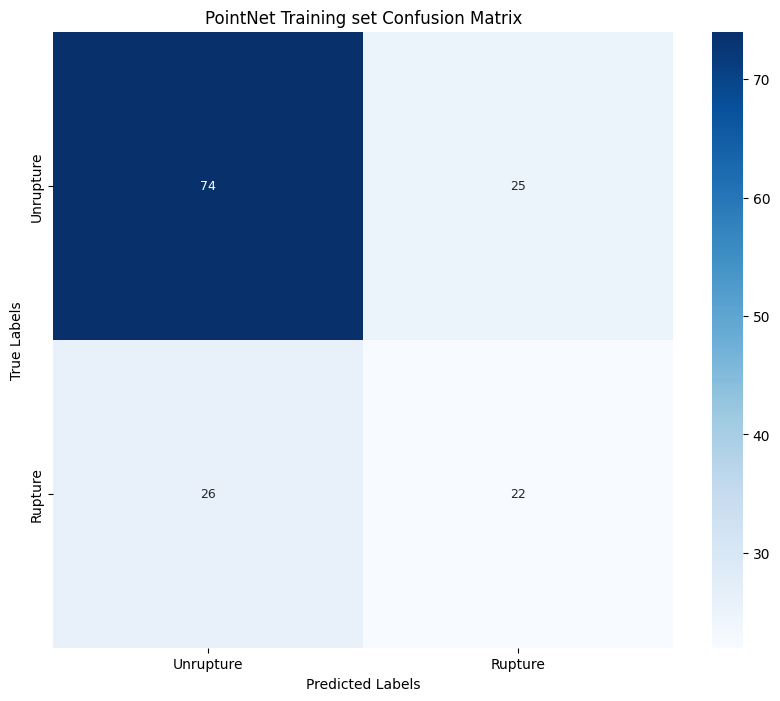 PointNet Training set Confusion Matrix
True Labels
Unrupture
74
25
Rupture
26
22
Unrupture
Rupture
Predicted Labels
70
60
50
40
30